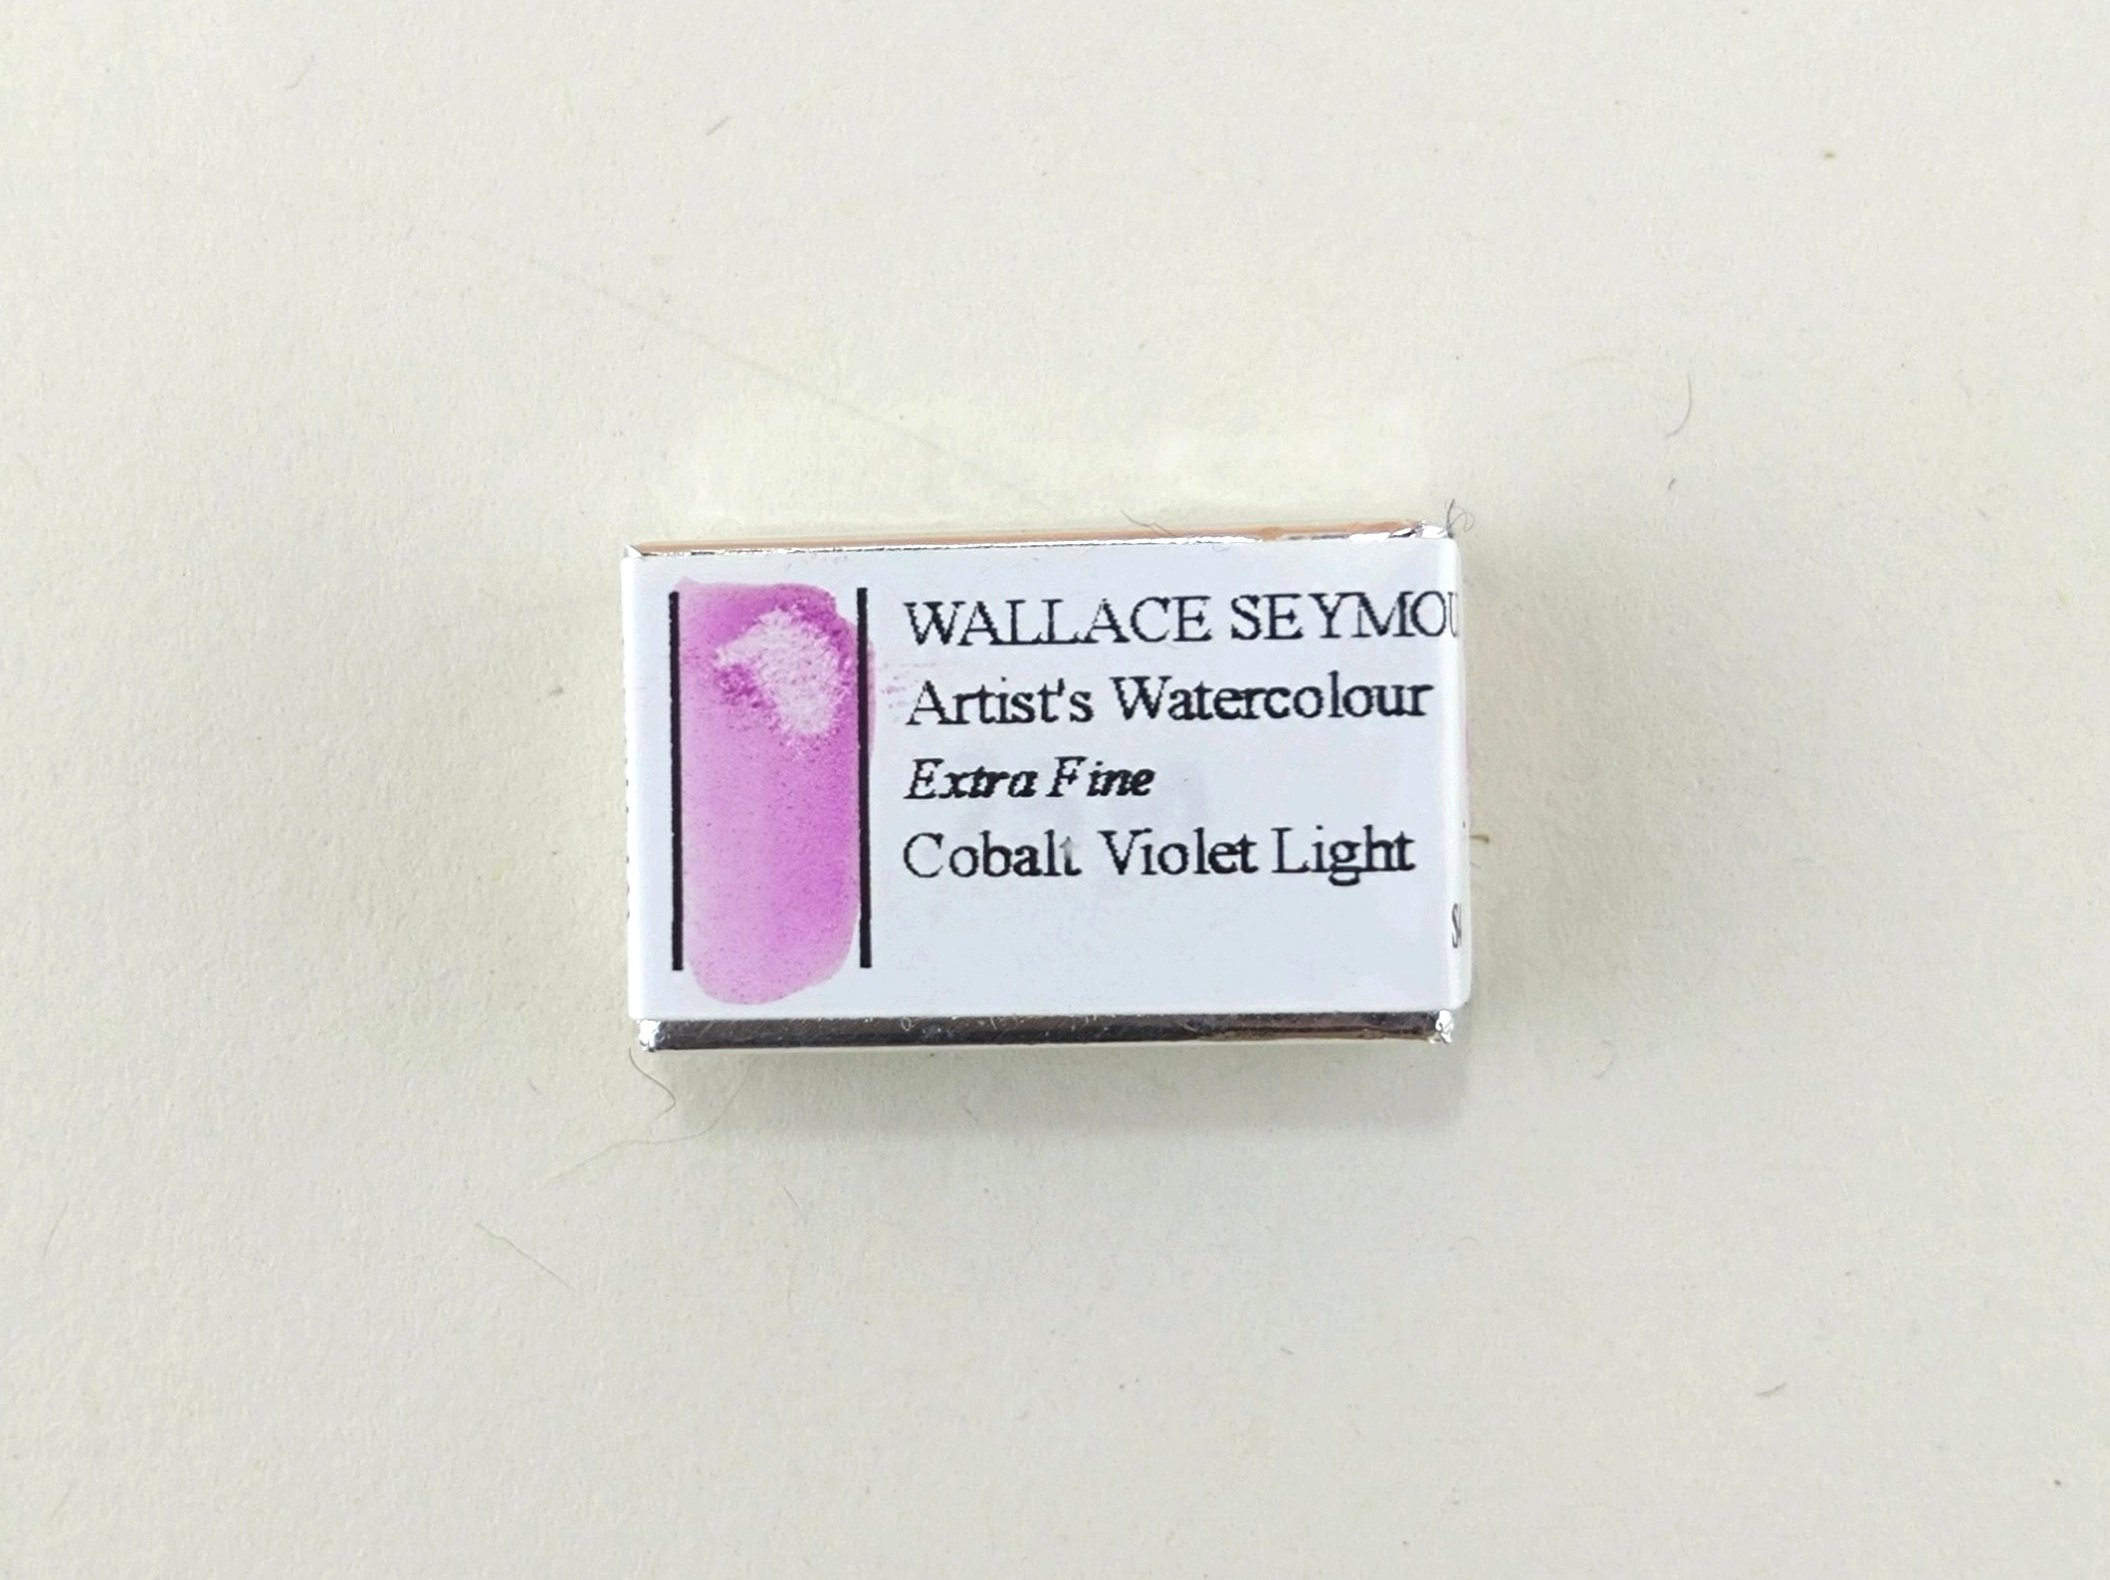 WALLACE SEYMOU
Artist's Watercolour
Extra Fine
Cobalt Violet Light